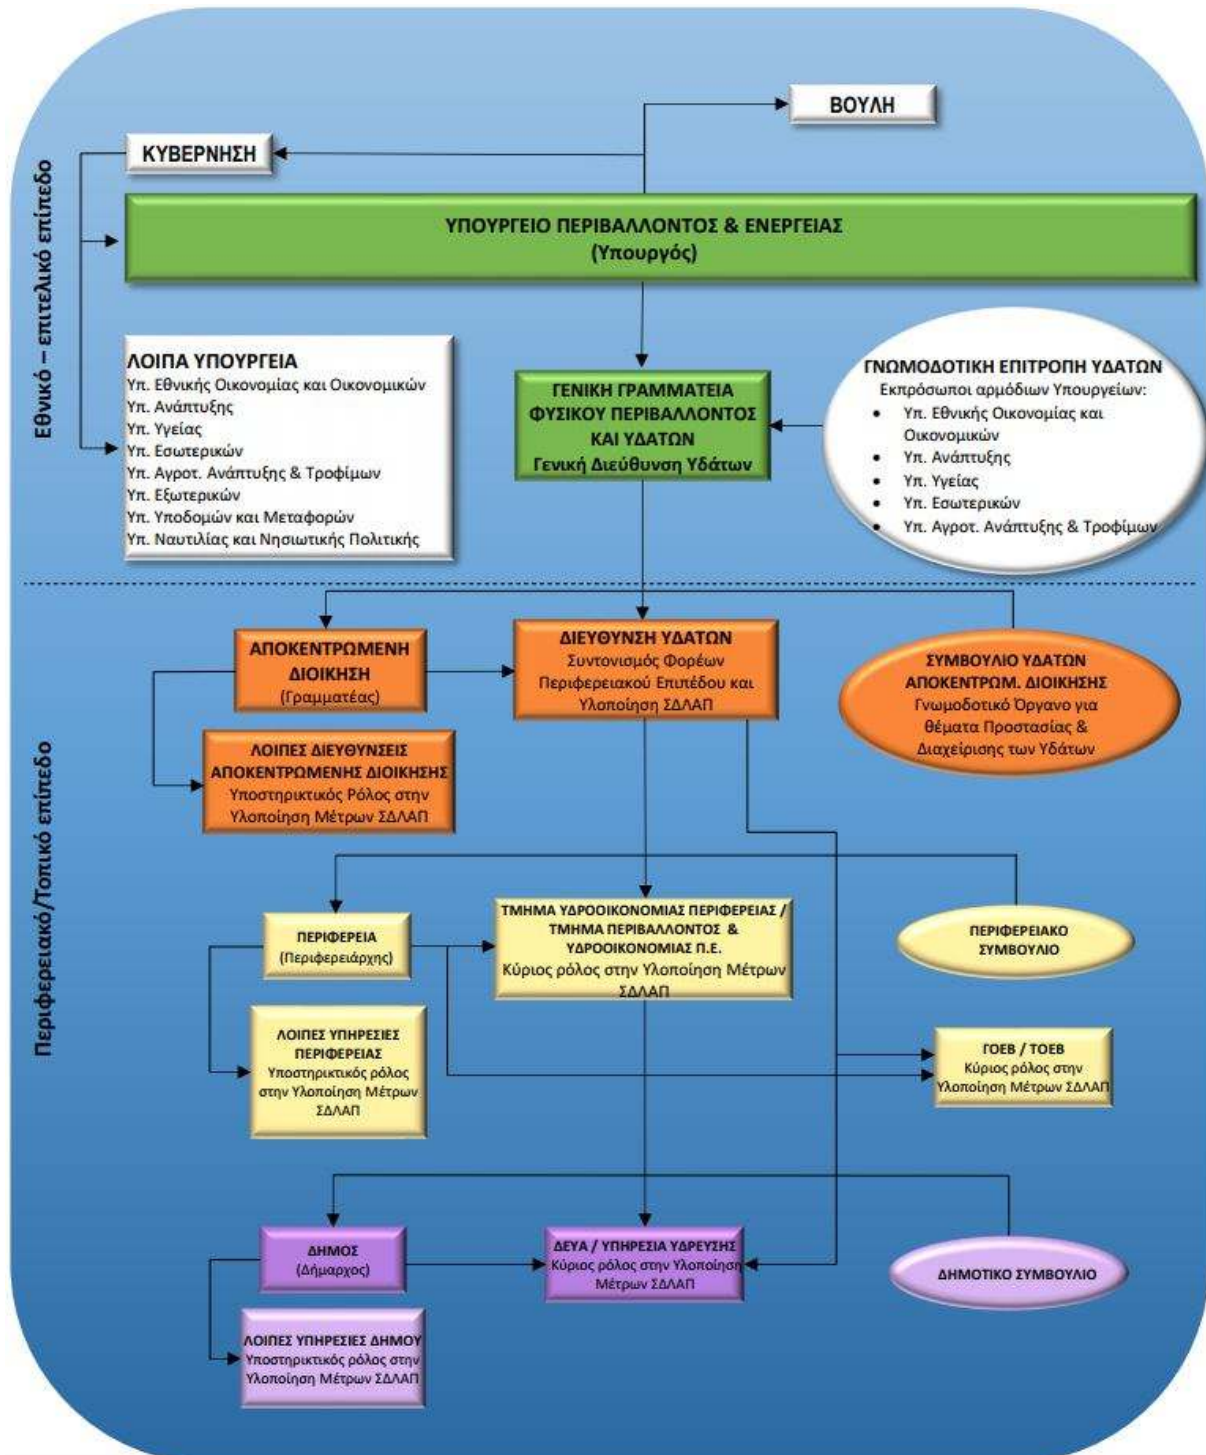 ΒΟΥΛΗ
ΚΥΒΕΡΝΗΣΗ
Εθνικό – επιτελικό επίπεδο
ΥΠΟΥΡΓΕΙΟ ΠΕΡΙΒΑΛΛΟΝΤΟΣ & ΕΝΕΡΓΕΙΑΣ
(Υπουργός)
ΛΟΙΠΑ ΥΠΟΥΡΓΕΙΑ
Υπ. Εθνικής Οικονομίας και Οικονομικών
Υπ. Ανάπτυξης
Υπ. Υγείας
Υπ. Εσωτερικών
Υπ. Αγροτ. Ανάπτυξης & Τροφίμων
Υπ. Εξωτερικών
Υπ. Υποδομών και Μεταφορών
Υπ. Ναυτιλίας και Νησιωτικής Πολιτικής
ΓΕΝΙΚΗ ΓΡΑΜΜΑΤΕΙΑ
ΦΥΣΙΚΟΥ ΠΕΡΙΒΑΛΛΟΝΤΟΣ
ΚΑΙ ΥΔΑΤΩΝ
Γενική Διεύθυνση Υδάτων
ΓΝΩΜΟΔΟΤΙΚΗ ΕΠΙΤΡΟΠΗ ΥΔΑΤΩΝ
Εκπρόσωποι αρμόδιων Υπουργείων:
• Υπ. Εθνικής Οικονομίας και
Οικονομικών
• Υπ. Ανάπτυξης
• Υπ. Υγείας
• Υπ. Εσωτερικών
• Υπ. Αγροτ. Ανάπτυξης & Τροφίμων
Περιφερειακό/Τοπικό επίπεδο
ΑΠΟΚΕΝΤΡΩΜΕΝΗ
ΔΙΟΙΚΗΣΗ
(Γραμματέας)
ΔΙΕΥΘΥΝΣΗ ΥΔΑΤΩΝ
Συντονισμός Φορέων
Περιφερειακού Επιπέδου και
Υλοποίηση ΣΔΛΑΠ
ΣΥΜΒΟΥΛΙΟ ΥΔΑΤΩΝ
ΑΠΟΚΕΝΤΡΩΜ. ΔΙΟΙΚΗΣΗΣ
Γνωμοδοτικό Όργανο για
θέματα Προστασίας &
Διαχείρισης των Υδάτων
ΛΟΙΠΕΣ ΔΙΕΥΘΥΝΣΕΙΣ
ΑΠΟΚΕΝΤΡΩΜΕΝΗΣ ΔΙΟΙΚΗΣΗΣ
Υποστηρικτικός Ρόλος στην
Υλοποίηση Μέτρων ΣΔΛΑΠ
ΠΕΡΙΦΕΡΕΙΑ
(Περιφερειάρχης)
ΤΜΗΜΑ ΥΔΡΟΟΙΚΟΝΟΜΙΑΣ ΠΕΡΙΦΕΡΕΙΑΣ /
ΤΜΗΜΑ ΠΕΡΙΒΑΛΛΟΝΤΟΣ &
ΥΔΡΟΟΙΚΟΝΟΜΙΑΣ Π.Ε.
Κύριος ρόλος στην Υλοποίηση Μέτρων
ΣΔΛΑΠ
ΠΕΡΙΦΕΡΕΙΑΚΟ
ΣΥΜΒΟΥΛΙΟ
ΛΟΙΠΕΣ ΥΠΗΡΕΣΙΕΣ
ΠΕΡΙΦΕΡΕΙΑΣ
Υποστηρικτικός ρόλος
στην Υλοποίηση Μέτρων
ΣΔΛΑΠ
ΓΟΕΒ / ΤΟΕΒ
Κύριος ρόλος στην
Υλοποίηση Μέτρων ΣΔΛΑΠ
ΔΗΜΟΣ
(Δήμαρχος)
ΔΕΥΑ / ΥΠΗΡΕΣΙΑ ΥΔΡΕΥΣΗΣ
Κύριος ρόλος στην Υλοποίηση
Μέτρων ΣΔΛΑΠ
ΔΗΜΟΤΙΚΟ ΣΥΜΒΟΥΛΙΟ
ΛΟΙΠΕΣ ΥΠΗΡΕΣΙΕΣ ΔΗΜΟΥ
Υποστηρικτικός ρόλος στην
Υλοποίηση Μέτρων ΣΔΛΑΠ